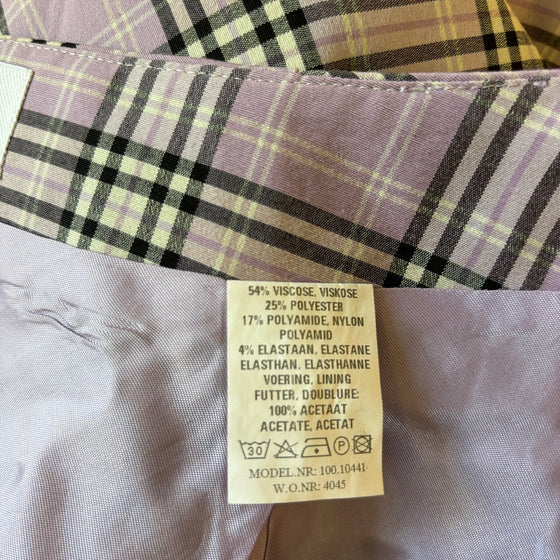 54% VISCOSE, VISKOSE
25% POLYESTER
17% POLYAMIDE, NYLON
POLYAMID
4% ELASTAAN, ELASTANE
ELASTHAN, ELASTHANNE
VOERING, LINING
FUTTER, DOUBLURE:
100% ACETAAT
ACETATE, ACETAT
30 P
MODEL.NR: 100.10441
W.O.NR: 4045